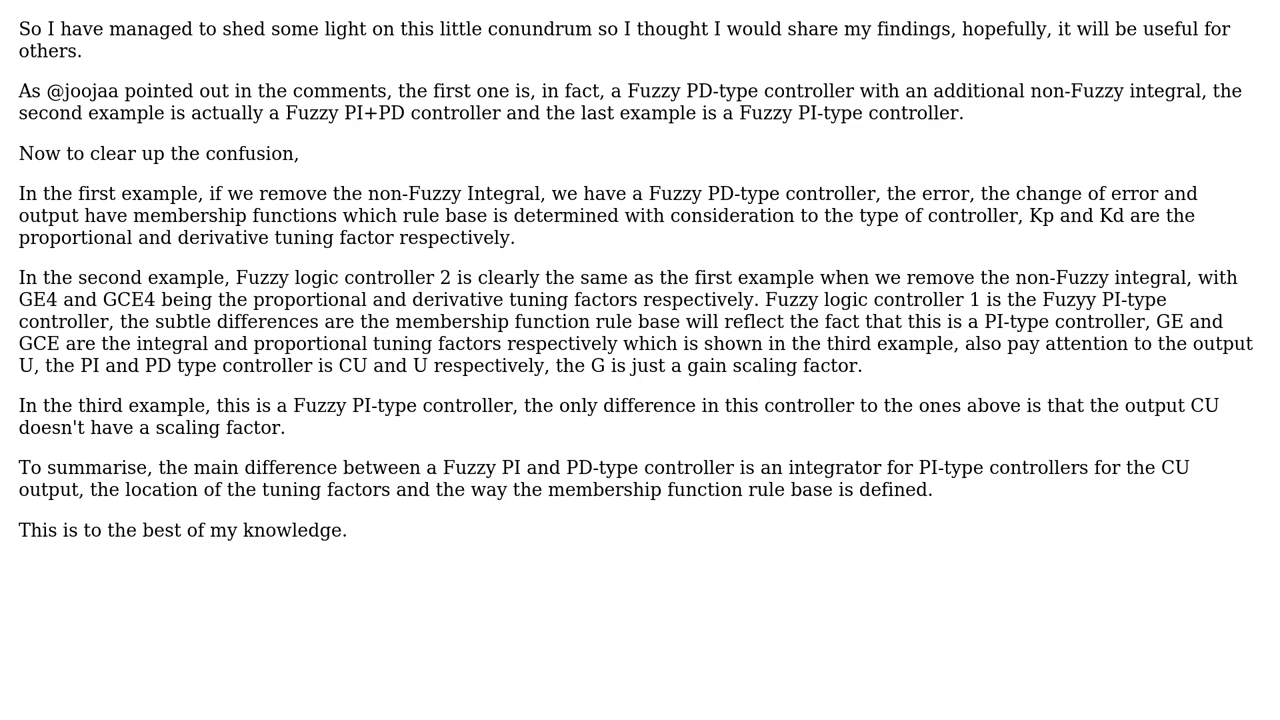 So I have managed to shed some light on this little conundrum so I thought I would share my findings, hopefully, it will be useful for
others.
As @joojaa pointed out in the comments, the first one is, in fact, a Fuzzy PD-type controller with an additional non-Fuzzy integral, the
second example is actually a Fuzzy PI+PD controller and the last example is a Fuzzy PI-type controller.
Now to clear up the confusion,
In the first example, if we remove the non-Fuzzy Integral, we have a Fuzzy PD-type controller, the error, the change of error and
output have membership functions which rule base is determined with consideration to the type of controller, Kp and Kd are the
proportional and derivative tuning factor respectively.
In the second example, Fuzzy logic controller 2 is clearly the same as the first example when we remove the non-Fuzzy integral, with
GE4 and GCE4 being the proportional and derivative tuning factors respectively. Fuzzy logic controller 1 is the Fuzyy PI-type
controller, the subtle differences are the membership function rule base will reflect the fact that this is a PI-type controller, GE and
GCE are the integral and proportional tuning factors respectively which is shown in the third example, also pay attention to the output
U, the PI and PD type controller is CU and U respectively, the G is just a gain scaling factor.
In the third example, this is a Fuzzy PI-type controller, the only difference in this controller to the ones above is that the output CU
doesn't have a scaling factor.
To summarise, the main difference between a Fuzzy PI and PD-type controller is an integrator for PI-type controllers for the CU
output, the location of the tuning factors and the way the membership function rule base is defined.
This is to the best of my knowledge.